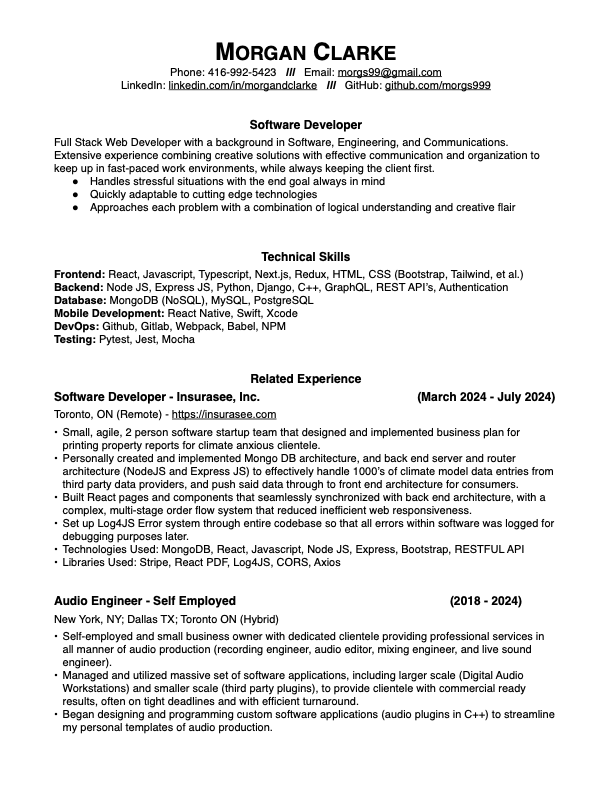 MORGAN CLARKE
Phone: 416-992-5423 /// Email: morgs99@gmail.com
LinkedIn: linkedin.com/in/morgandclarke /// GitHub: github.com/morgs999
Software Developer
Full Stack Web Developer with a background in Software, Engineering, and Communications.
Extensive experience combining creative solutions with effective communication and organization to
keep up in fast-paced work environments, while always keeping the client first.
● Handles stressful situations with the end goal always in mind
● Quickly adaptable to cutting edge technologies
● Approaches each problem with a combination of logical understanding and creative flair
Technical Skills
Frontend: React, Javascript, Typescript, Next.js, Redux, HTML, CSS (Bootstrap, Tailwind, et al.)
Backend: Node JS, Express JS, Python, Django, C++, GraphQL, REST API's, Authentication
Database: MongoDB (NoSQL), MySQL, PostgreSQL
Mobile Development: React Native, Swift, Xcode
DevOps: Github, Gitlab, Webpack, Babel, NPM
Testing: Pytest, Jest, Mocha
Related Experience
Software Developer - Insurasee, Inc. (March 2024 - July 2024)
Toronto, ON (Remote) - https://insurasee.com
• Small, agile, 2 person software startup team that designed and implemented business plan for
printing property reports for climate anxious clientele.
• Personally created and implemented Mongo DB architecture, and back end server and router
architecture (NodeJS and Express JS) to effectively handle 1000's of climate model data entries from
third party data providers, and push said data through to front end architecture for consumers.
• Built React pages and components that seamlessly synchronized with back end architecture, with a
complex, multi-stage order flow system that reduced inefficient web responsiveness.
• Set up Log4JS Error system through entire codebase so that all errors within software was logged for
debugging purposes later.
• Technologies Used: MongoDB, React, Javascript, Node JS, Express, Bootstrap, RESTFUL API
• Libraries Used: Stripe, React PDF, Log4JS, CORS, Axios
Audio Engineer - Self Employed (2018 - 2024)
New York, NY; Dallas TX; Toronto ON (Hybrid)
• Self-employed and small business owner with dedicated clientele providing professional services in
all manner of audio production (recording engineer, audio editor, mixing engineer, and live sound
engineer).
• Managed and utilized massive set of software applications, including larger scale (Digital Audio
Workstations) and smaller scale (third party plugins), to provide clientele with commercial ready
results, often on tight deadlines and with efficient turnaround.
• Began designing and programming custom software applications (audio plugins in C++) to streamline
my personal templates of audio production.